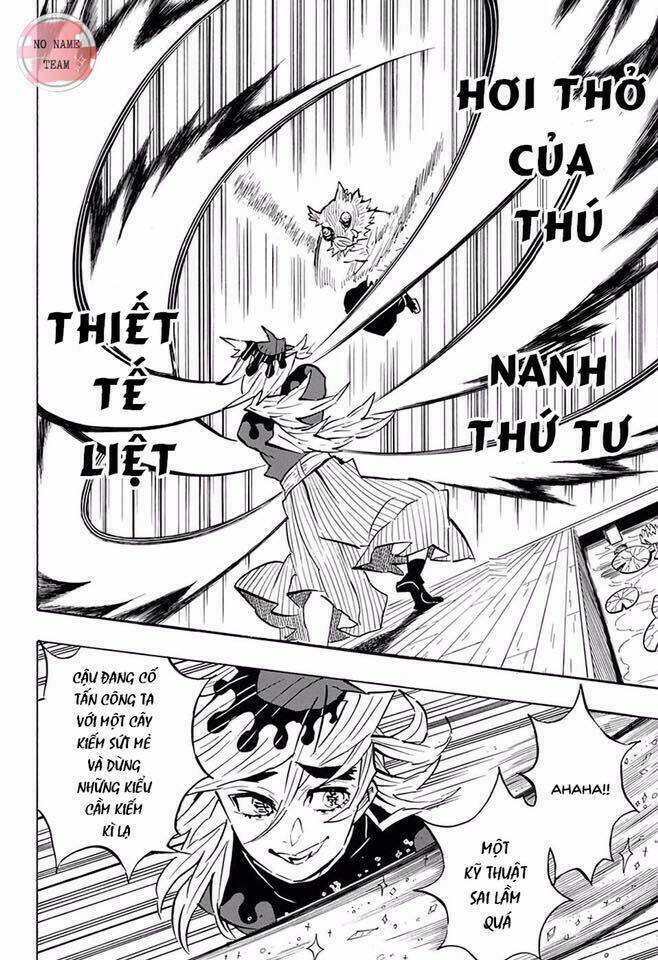 NO NAME
TEAM
HƠI THỞ
CỦA
THÚ
NANH
THỨ TƯ
THIẾT
TẾ
LIỆT
AHAHA!!
MỘT
KỸ THUẬT
SAI LẦM
QUÁ
CẬU ĐANG CỐ
TẤN CÔNG TA
VỚI MỘT CÂY
KIẾM SỨT MẺ
VÀ DÙNG
NHỮNG KIỂU
CẦM KIẾM
KÌ LẠ